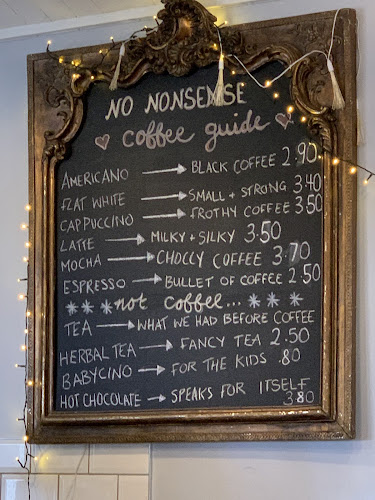 NO NONSENSE
coffee guide
AMERICANO → BLACK COFFEE 2.90
FLAT WHITE → SMALL + STRONG 3.40
CAPPUCCINO → FROTHY COFFEE 3.50
LATTE → MILKY + SILKY 3.50
MOCHA → CHOCCY COFFEE 3.70
ESPRESSO → BULLET OF COFFEE 2.50
* * * not coffee... * * *
TEA → WHAT WE HAD BEFORE COFFEE
HERBAL TEA → FANCY TEA 2.50
BABYCINO → FOR THE KIDS .80
HOT CHOCOLATE → SPEAKS FOR ITSELF
3.80